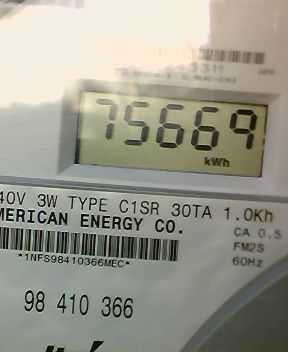 75669
kWh
40V 3W TYPE C1SR 30TA 1.0Kh
MERICAN ENERGY CO.
CA 0.5
*1NFS98410366MEC*
FM2S
60Hz
98 410 366